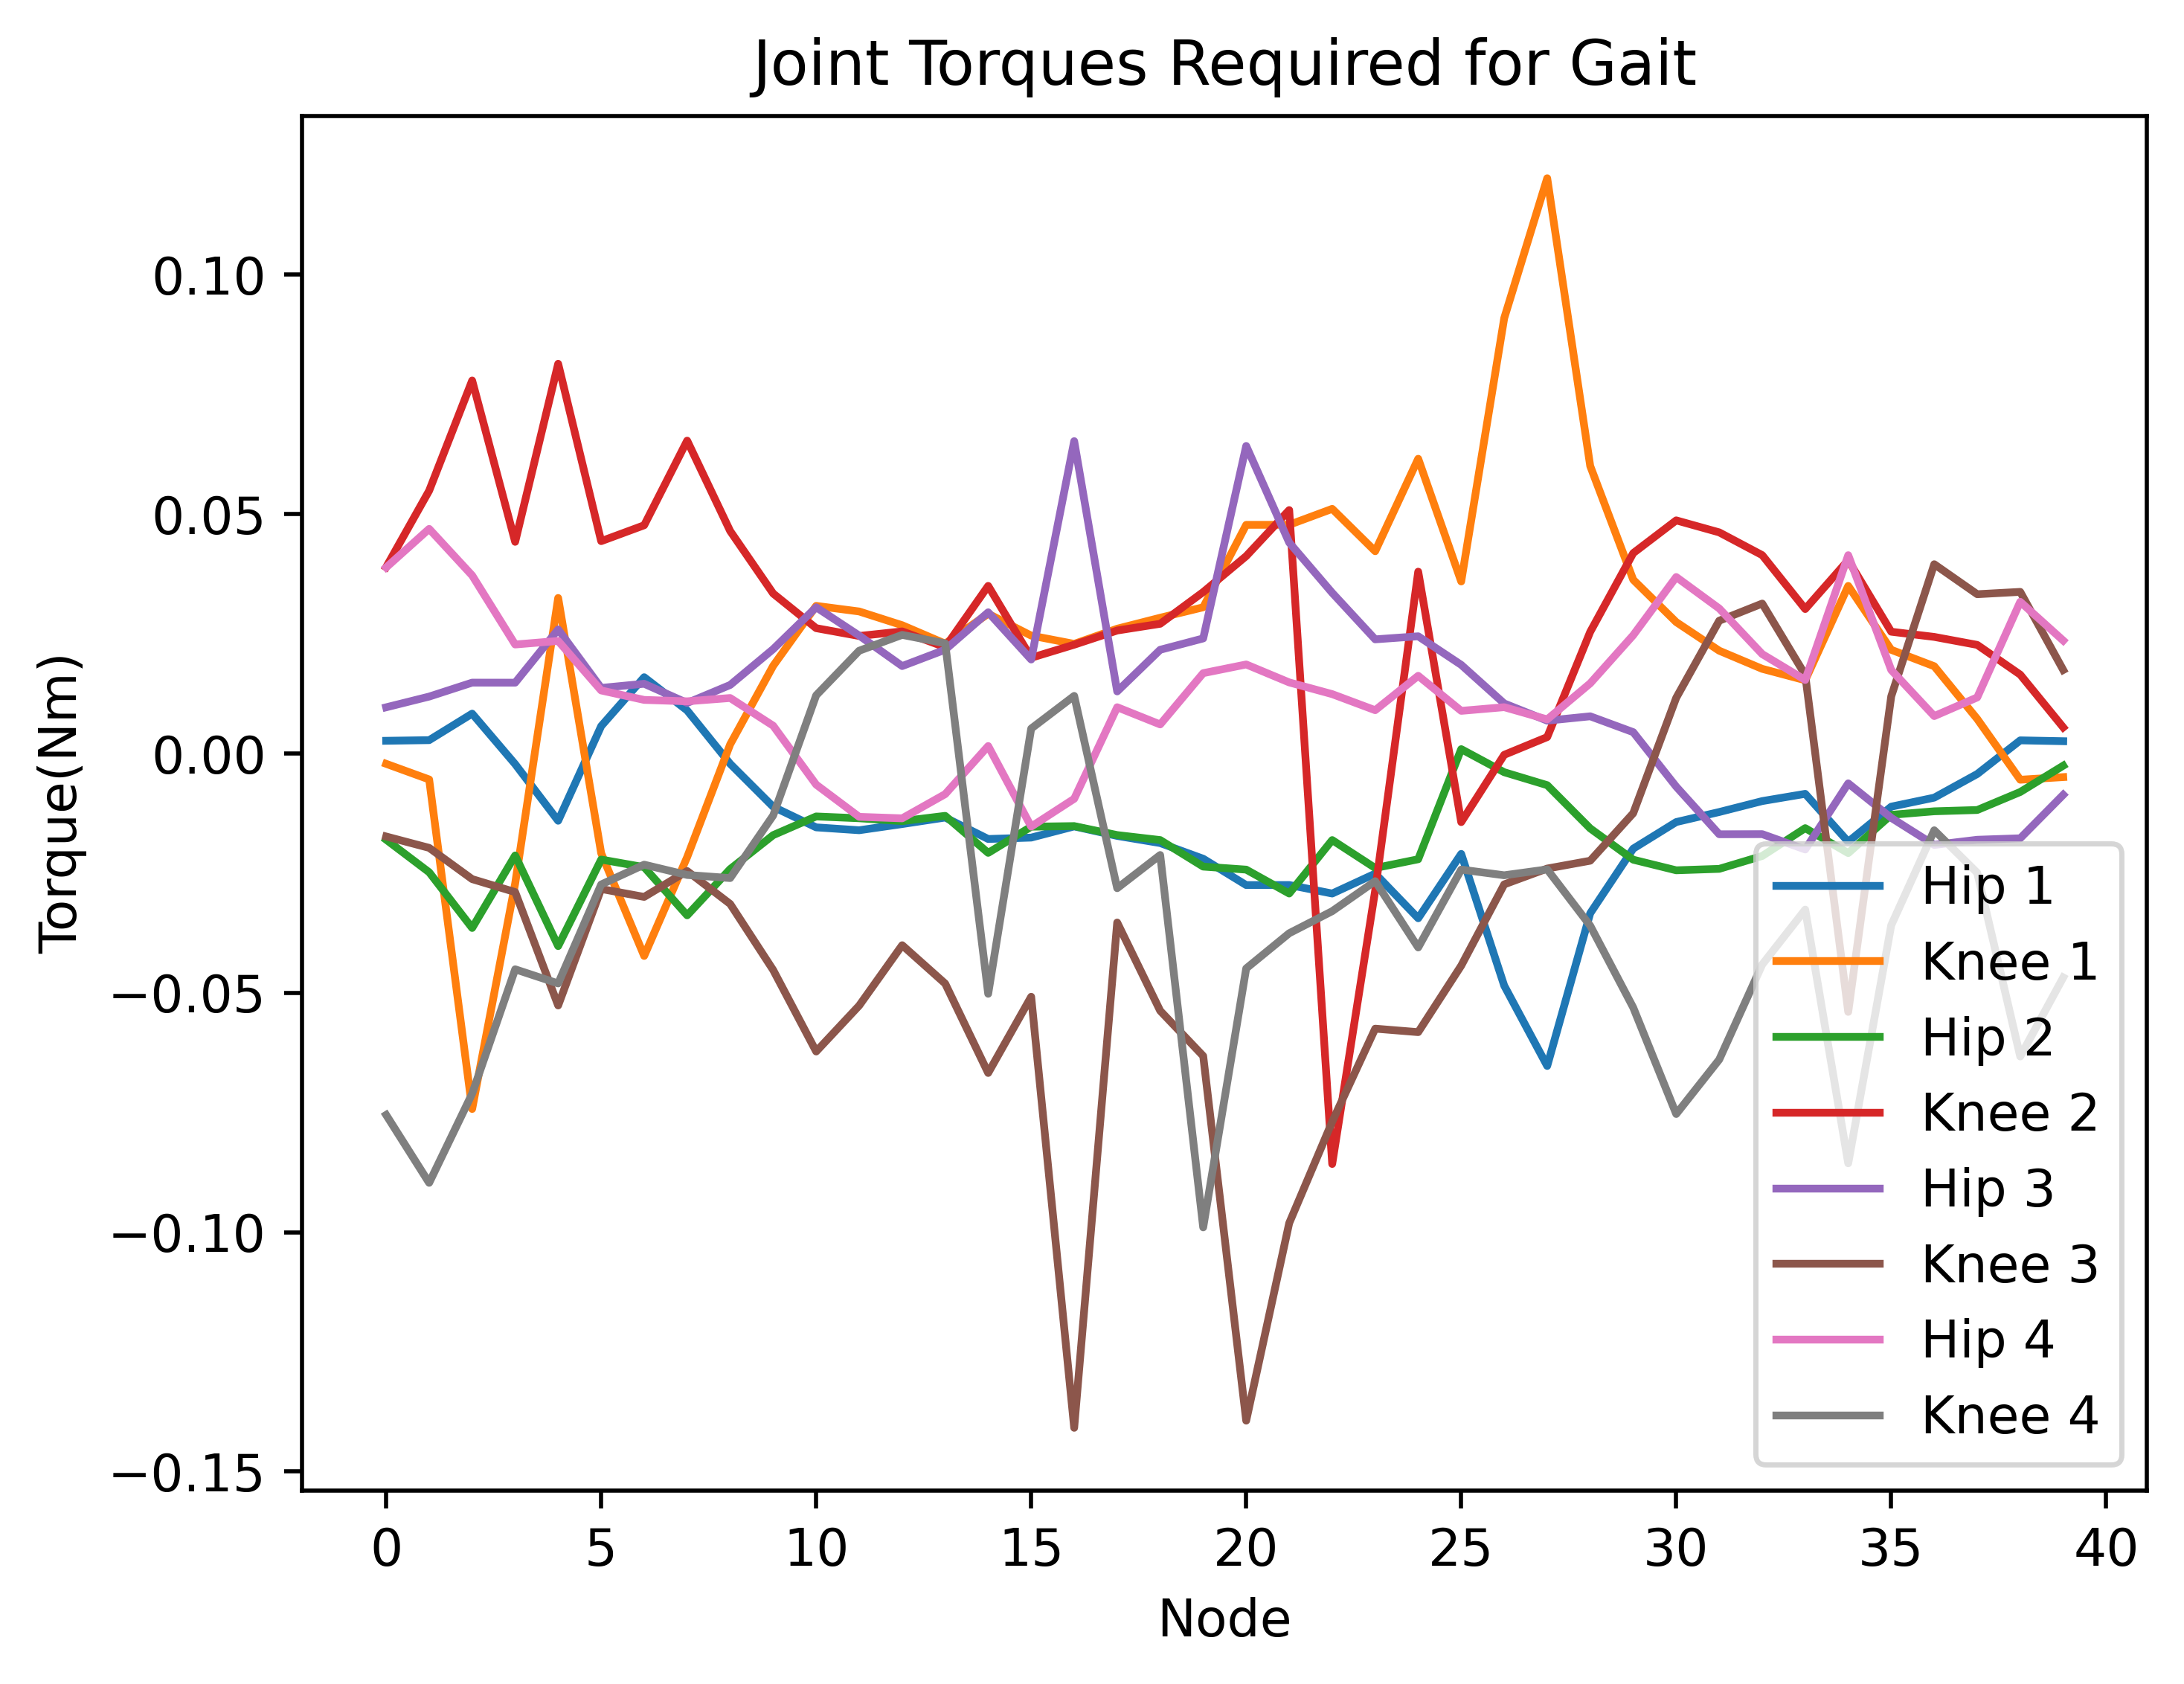 Joint Torques Required for Gait
Torque(Nm)
0.10
0.05
0.00
−0.05
−0.10
−0.15
0 5 10 15 20 25 30 35 40
Node
Hip 1
Knee 1
Hip 2
Knee 2
Hip 3
Knee 3
Hip 4
Knee 4